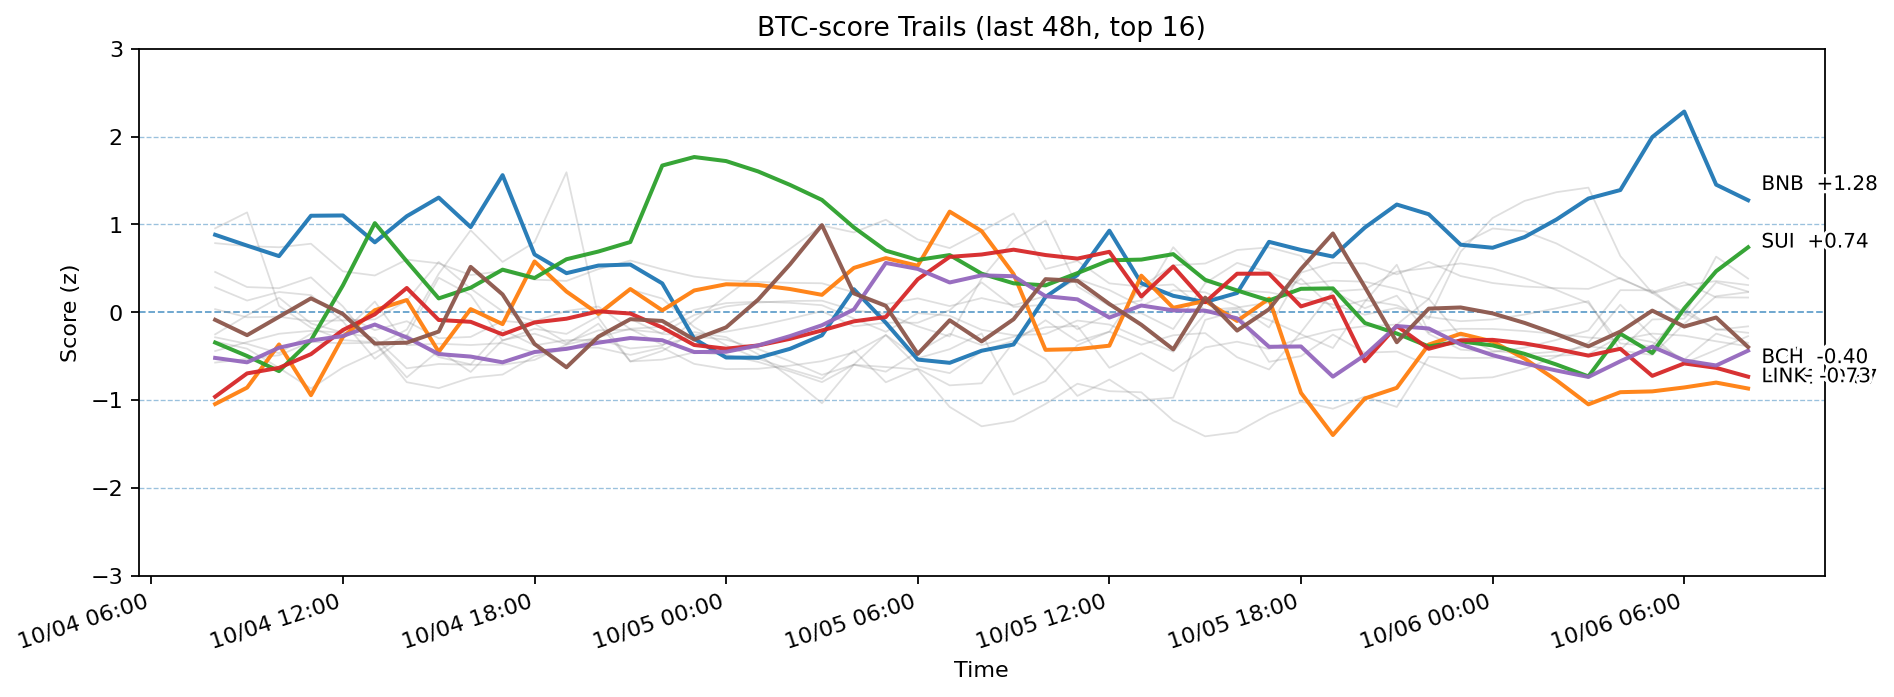 BTC-score Trails (last 48h, top 16)
3
2
1
0
−1
−2
−3
Score (z)
BNB +1.28
SUI +0.74
BCH -0.40
LINK -0.73
10/04 06:00
10/04 12:00
10/04 18:00
10/05 00:00
10/05 06:00
10/05 12:00
10/05 18:00
10/06 00:00
10/06 06:00
Time